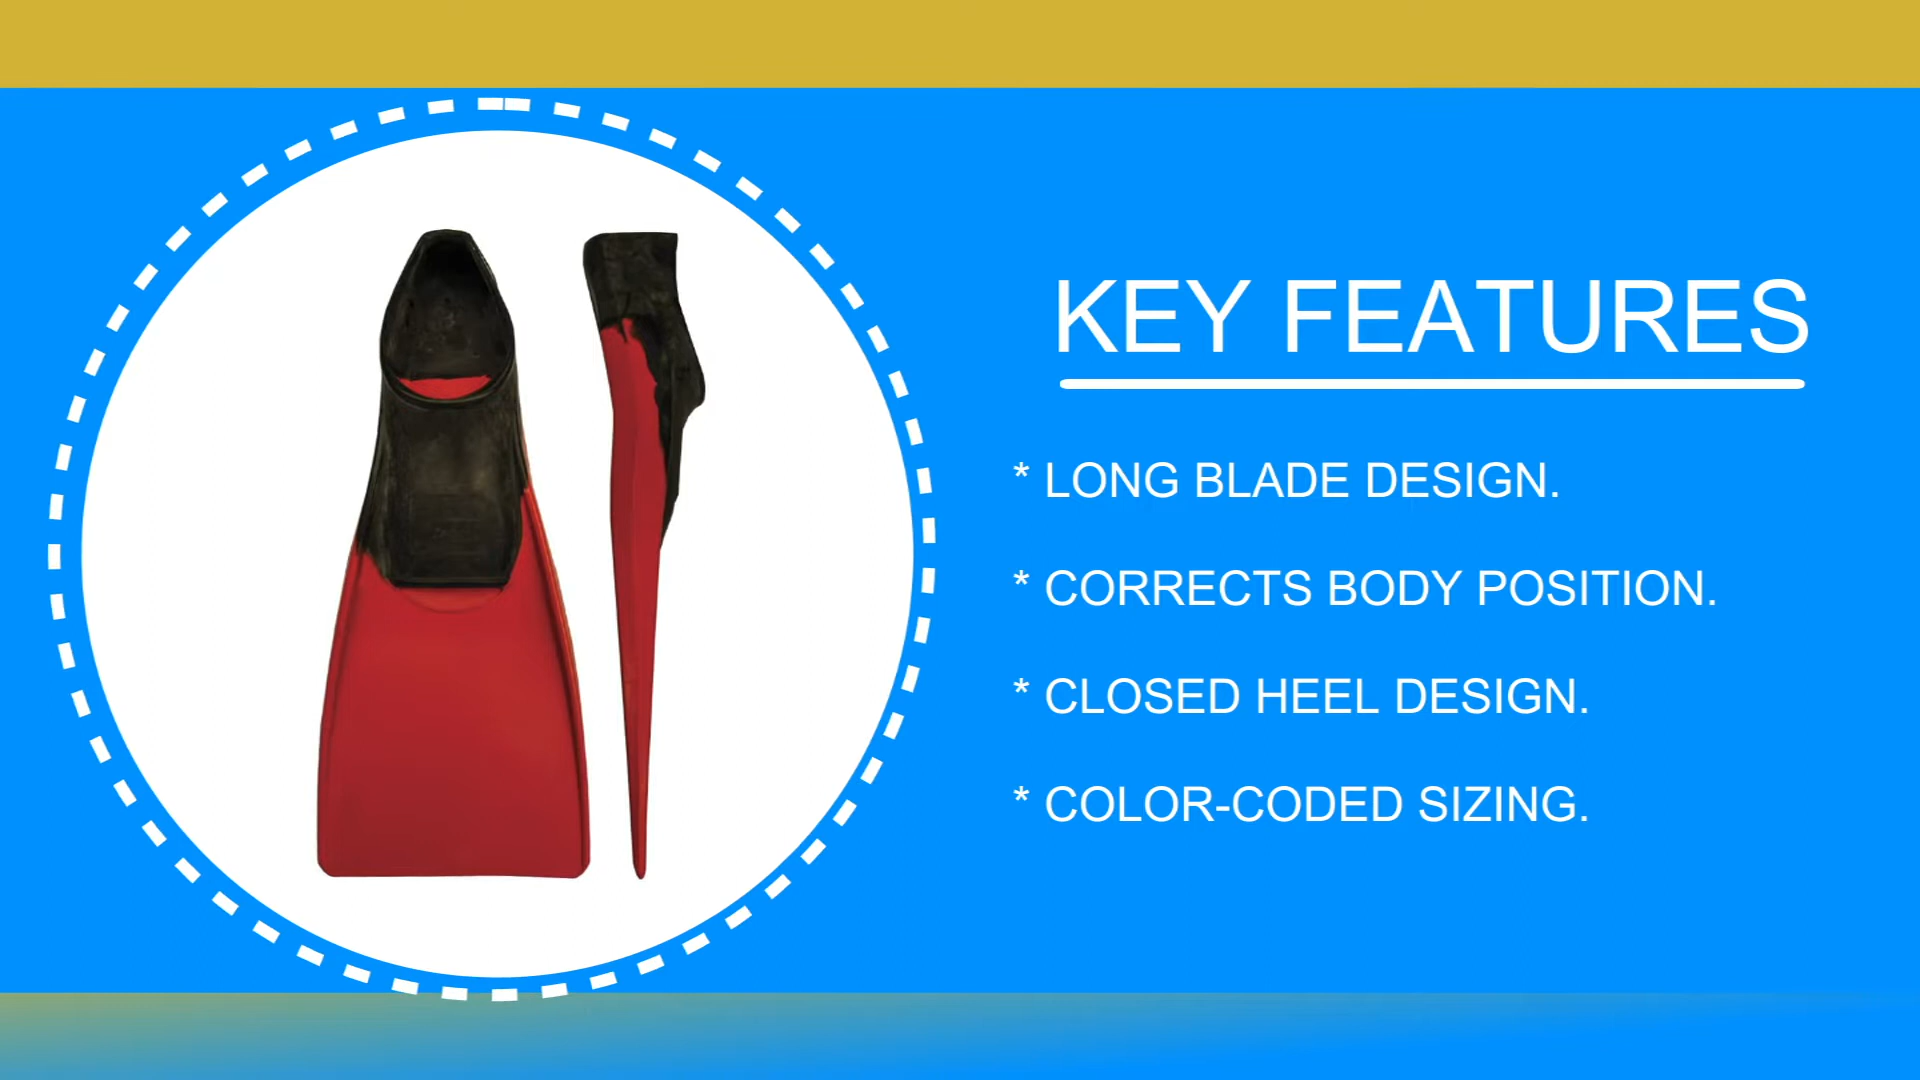 KEY FEATURES
* LONG BLADE DESIGN.
* CORRECTS BODY POSITION.
* CLOSED HEEL DESIGN.
* COLOR-CODED SIZING.